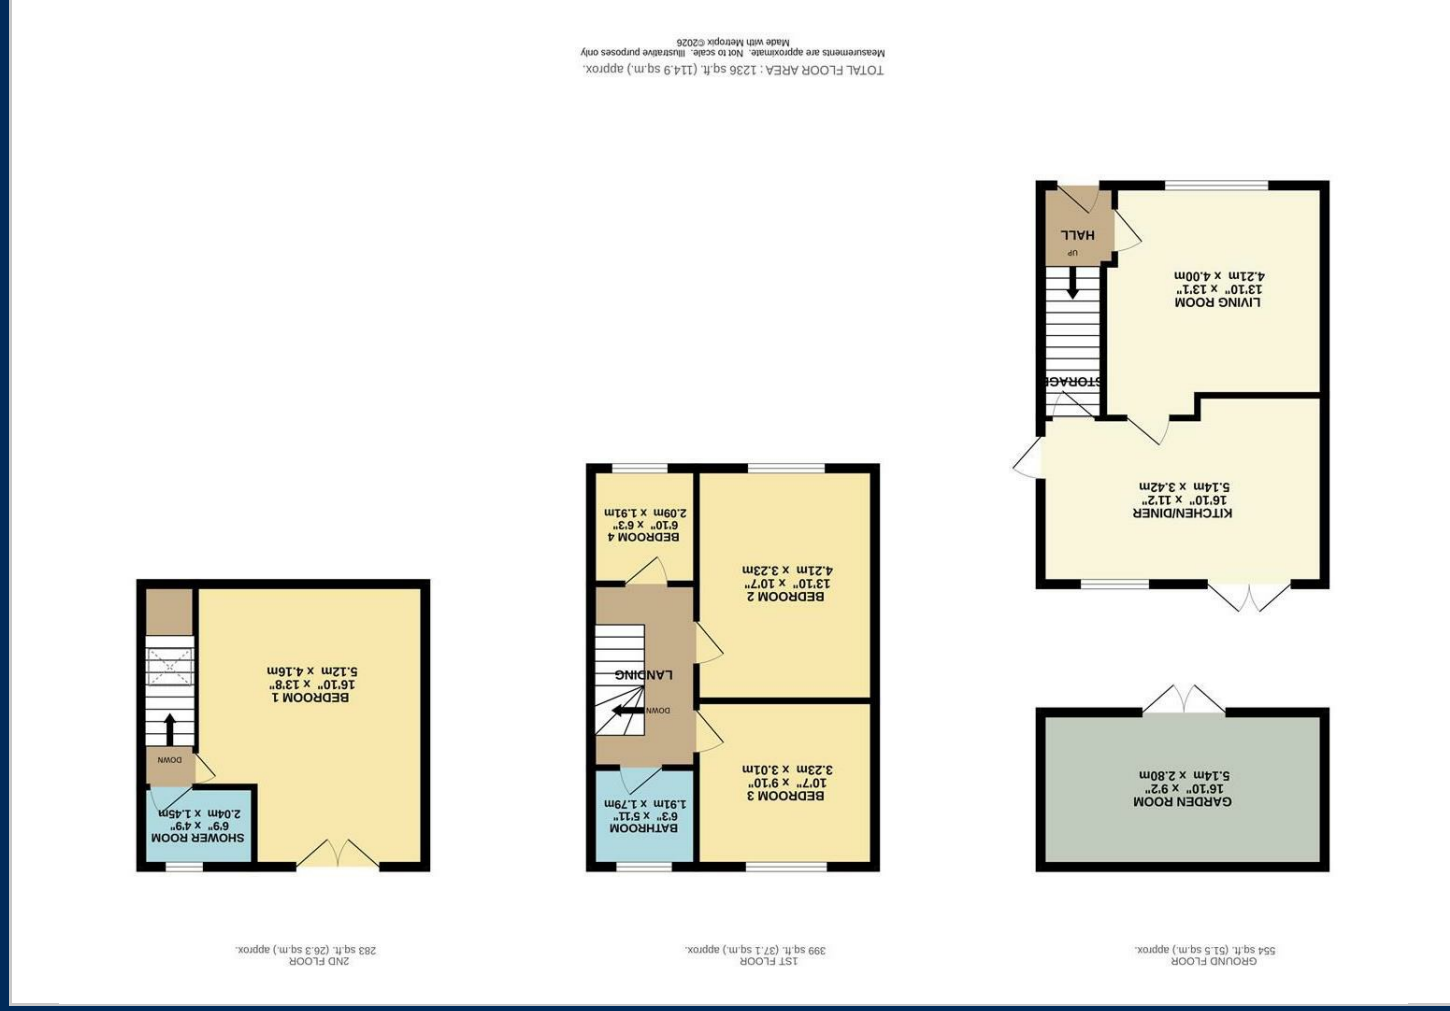 GROUND FLOOR
554 sq.ft. (51.5 sq.m.) approx.
1ST FLOOR
399 sq.ft. (37.1 sq.m.) approx.
2ND FLOOR
283 sq.ft. (26.3 sq.m.) approx.
GARDEN ROOM
16'10" x 9'2"
5.14m x 2.80m
KITCHEN/DINER
16'10" x 11'2"
5.14m x 3.42m
STORAGE
LIVING ROOM
13'10" x 13'1"
4.21m x 4.00m
UP
HALL
BATHROOM
6'3" x 5'11"
1.91m x 1.79m
BEDROOM 3
10'7" x 9'10"
3.23m x 3.01m
DOWN
LANDING
BEDROOM 2
13'10" x 10'7"
4.21m x 3.23m
BEDROOM 4
6'10" x 6'3"
2.09m x 1.91m
SHOWER ROOM
6'9" x 4'9"
2.04m x 1.45m
DOWN
BEDROOM 1
16'10" x 13'8"
5.12m x 4.16m
TOTAL FLOOR AREA : 1236 sq.ft. (114.9 sq.m.) approx.
Measurements are approximate. Not to scale. Illustrative purposes only
Made with Metropix ©2026